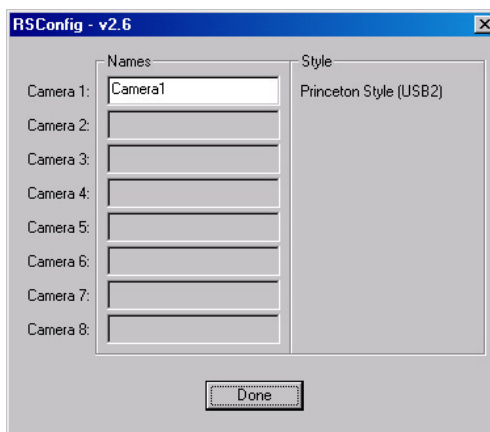 RSConfig - v2.6
Names Style
Camera 1: Camera1 Princeton Style (USB2)
Camera 2:
Camera 3:
Camera 4:
Camera 5:
Camera 6:
Camera 7:
Camera 8:
Done